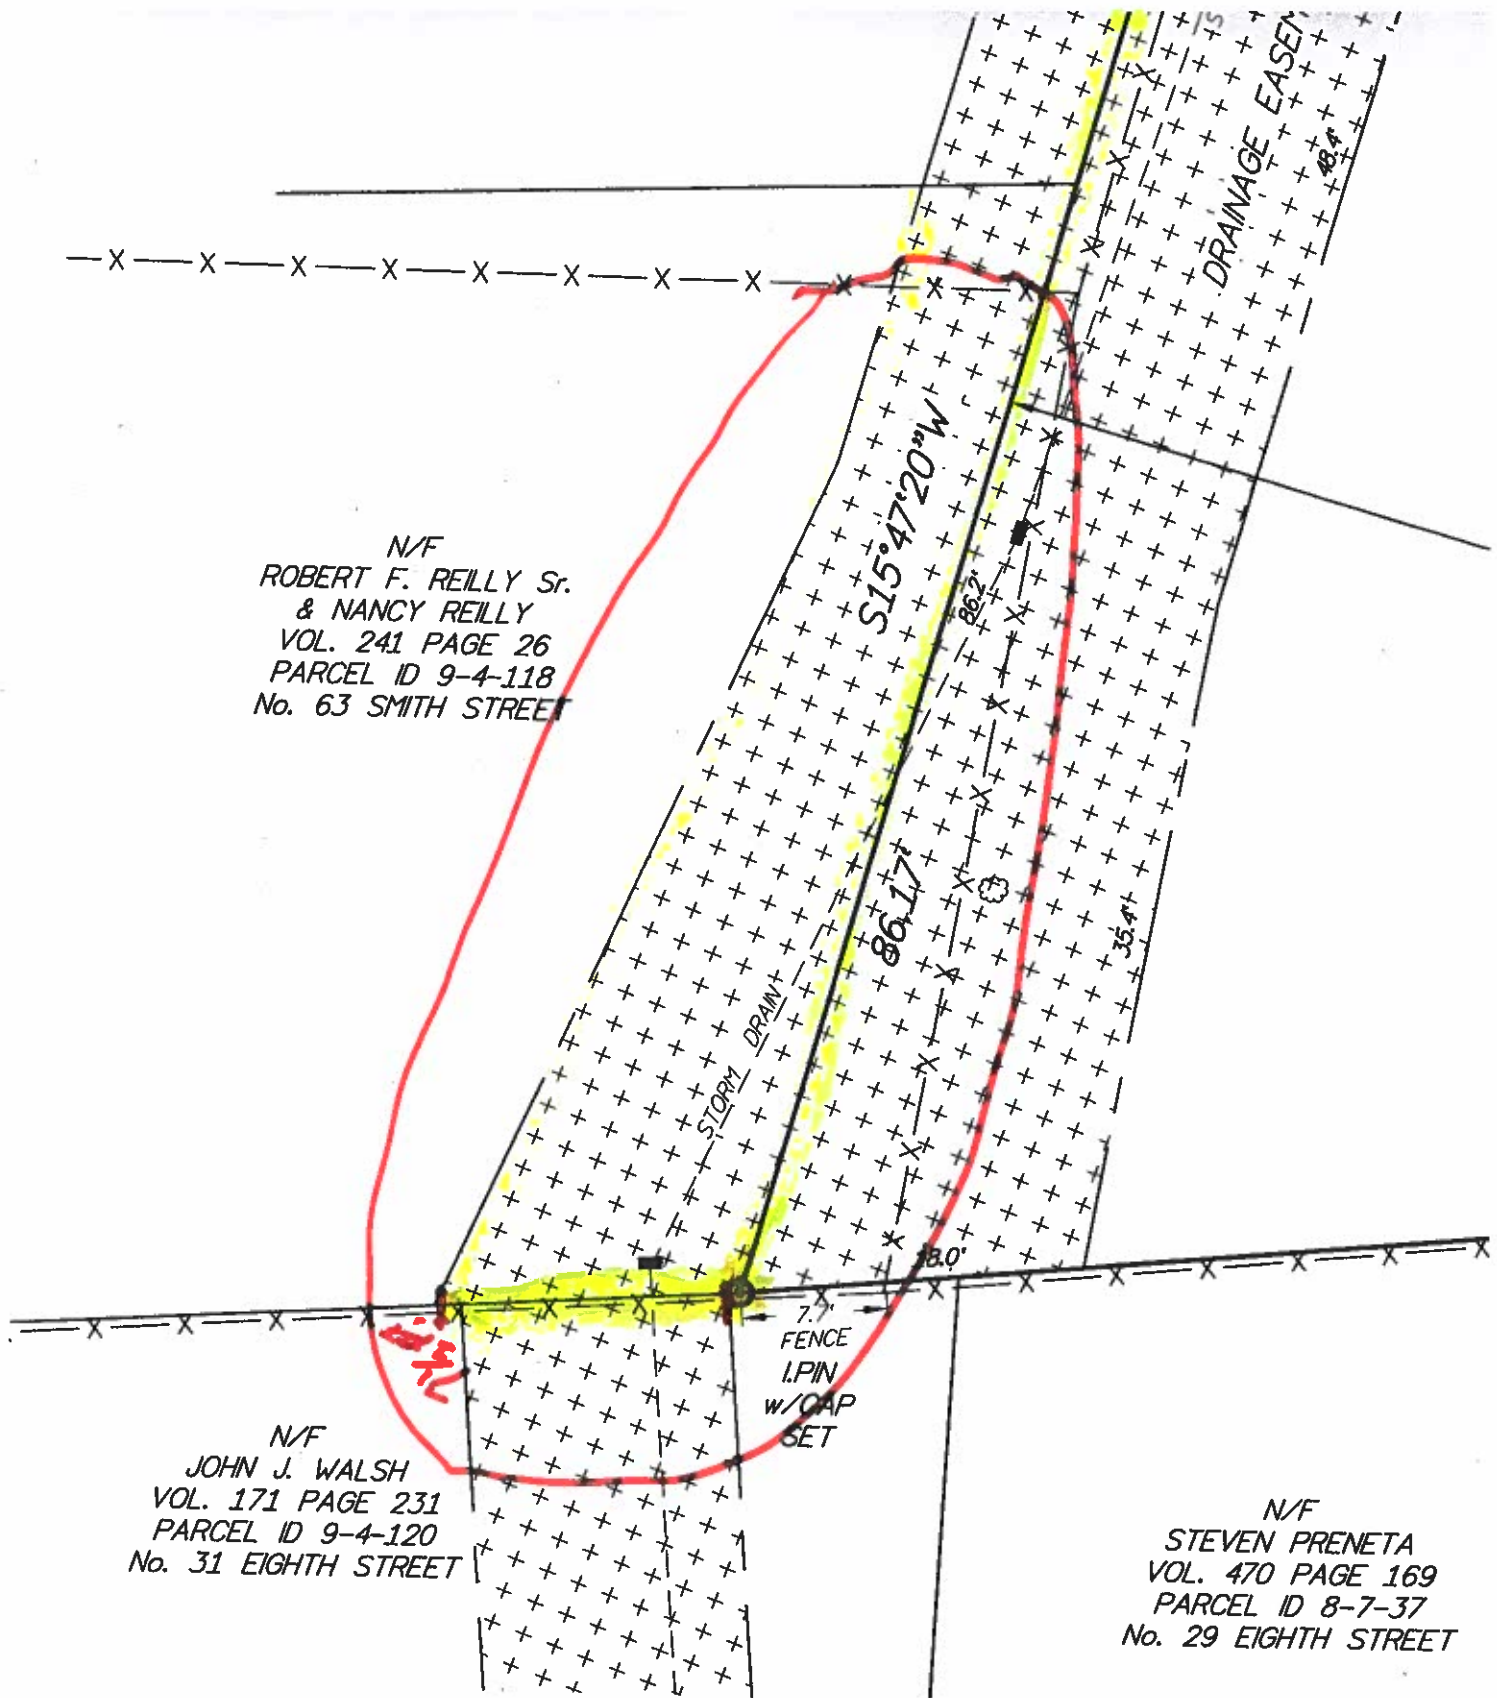 DRAINAGE
48.4'
S15°47'20"W
86.2'
N/F
ROBERT F. REILLY Sr.
& NANCY REILLY
VOL. 241 PAGE 26
PARCEL ID 9-4-118
No. 63 SMITH STREET
86.17'
35.4'
STORM DRAIN
18.0'
7.7'
FENCE
I.PIN
w/CAP
SET
N/F
JOHN J. WALSH
VOL. 171 PAGE 231
PARCEL ID 9-4-120
No. 31 EIGHTH STREET
N/F
STEVEN PRENETA
VOL. 470 PAGE 169
PARCEL ID 8-7-37
No. 29 EIGHTH STREET